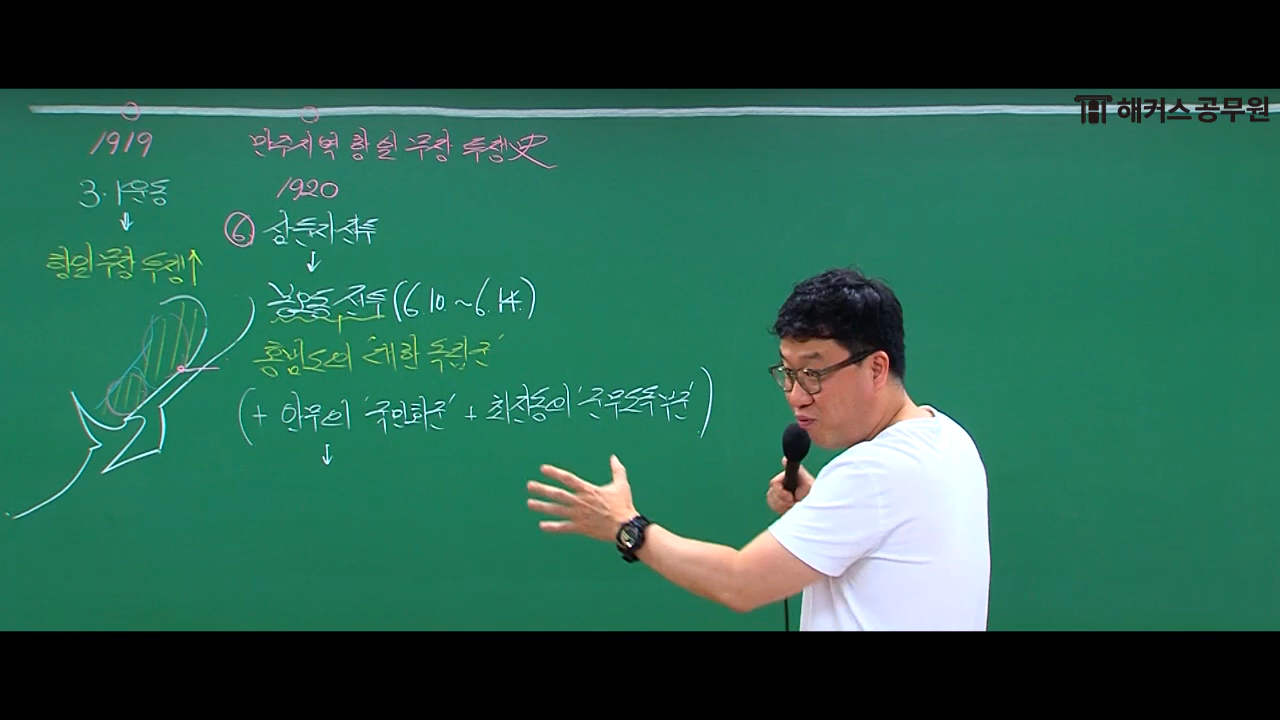 해커스공무원
1919
3·1운동
↓
항일 무장 투쟁↑
만주지역 항일 무장 투쟁史
1920
⑥ 삼둔자 전투
↓
봉오동 전투 (6.10. ~ 6.14.)
홍범도의 '대한 독립군'
(+ 안무의 '국민회군' + 최진동의 '군무도독부군')
↓